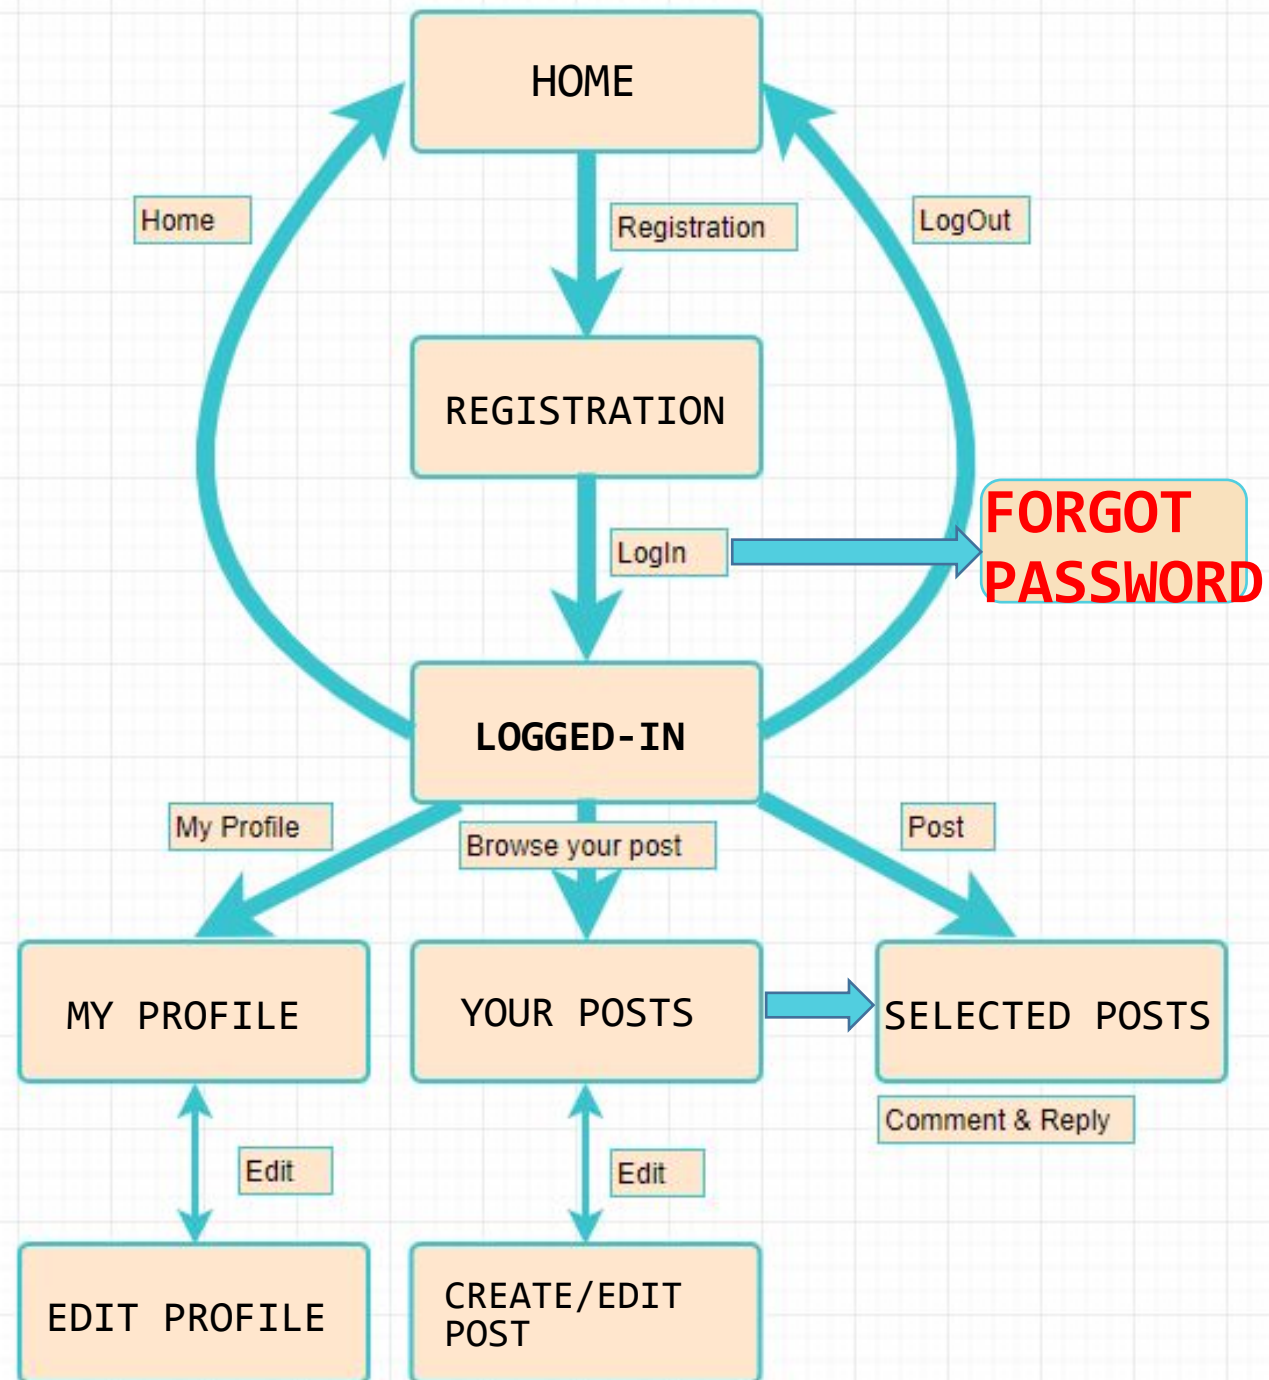 HOME
Home
Registration
LogOut
REGISTRATION
FORGOT
PASSWORD
LogIn
LOGGED-IN
My Profile
Browse your post
Post
MY PROFILE
YOUR POSTS
SELECTED POSTS
Comment & Reply
Edit
Edit
EDIT PROFILE
CREATE/EDIT
POST